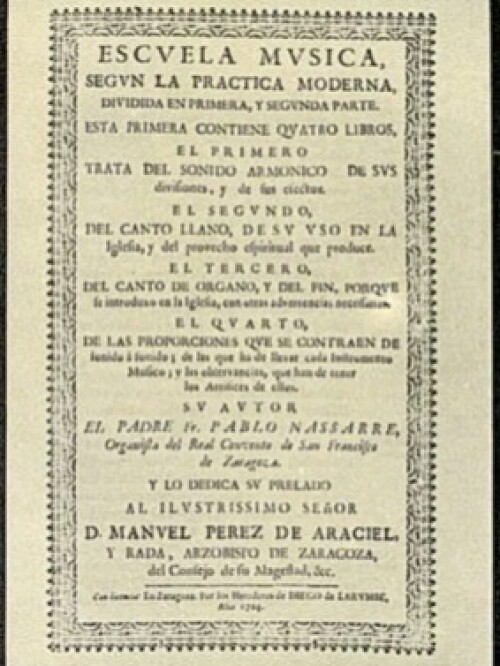 ESCVELA MVSICA,
SEGVN LA PRACTICA MODERNA,
DIVIDIDA EN PRIMERA, Y SEGVNDA PARTE.
ESTA PRIMERA CONTIENE QVATRO LIBROS,
EL PRIMERO
TRATA DEL SONIDO ARMONICO DE SVS
divisiones, y de sus efectos.
EL SEGVNDO,
DEL CANTO LLANO, DE SV VSO EN LA
Iglesia, y del provecho espiritual que produce.
EL TERCERO,
DEL CANTO DE ORGANO, Y DEL FIN, PORQVE
se introduxo en la Iglesia, con otras advertencias necessarias.
EL QVARTO,
DE LAS PROPORCIONES QVE SE CONTRAEN DE
sonido à sonido; de las que ha de llevar cada Instrumento
Musico; y las observancias, que han de tener
los Artifices de ellos.
SV AVTOR
EL PADRE Fr. PABLO NASSARRE,
Organista del Real Convento de San Francisco
de Zaragoza.
Y LO DEDICA SV PRELADO
AL ILVSTRISSIMO SEñOR
D. MANVEL PEREZ DE ARACIEL,
Y RADA, ARZOBISPO DE ZARAGOZA,
del Consejo de su Magestad, &c.
Con licencia: En Zaragoza. Por los Herederos de DIEGO de LARVMBE,
Año 1724.